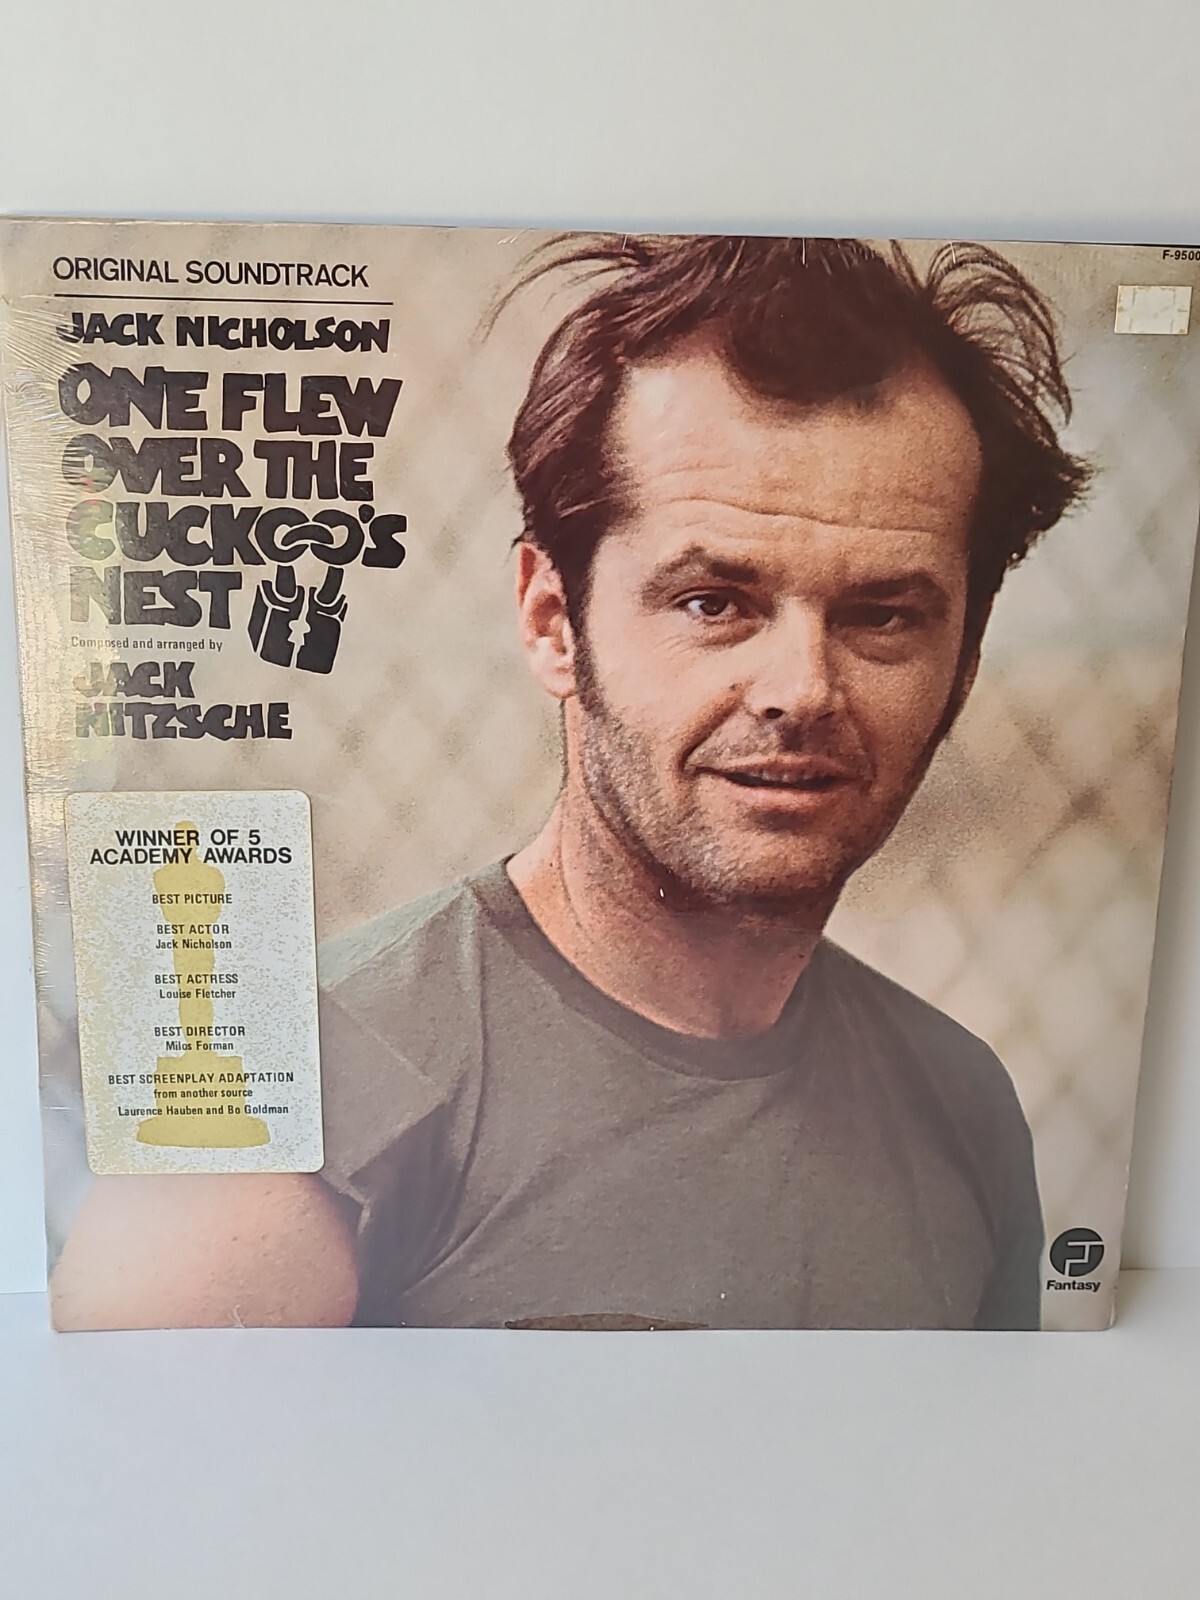 F-9500
ORIGINAL SOUNDTRACK
JACK NICHOLSON
ONE FLEW
OVER THE
CUCKOO'S
NEST
Composed and arranged by
JACK
NITZSCHE
WINNER OF 5
ACADEMY AWARDS
BEST PICTURE
BEST ACTOR
Jack Nicholson
BEST ACTRESS
Louise Fletcher
BEST DIRECTOR
Milos Forman
BEST SCREENPLAY ADAPTATION
from another source
Laurence Hauben and Bo Goldman
Fantasy